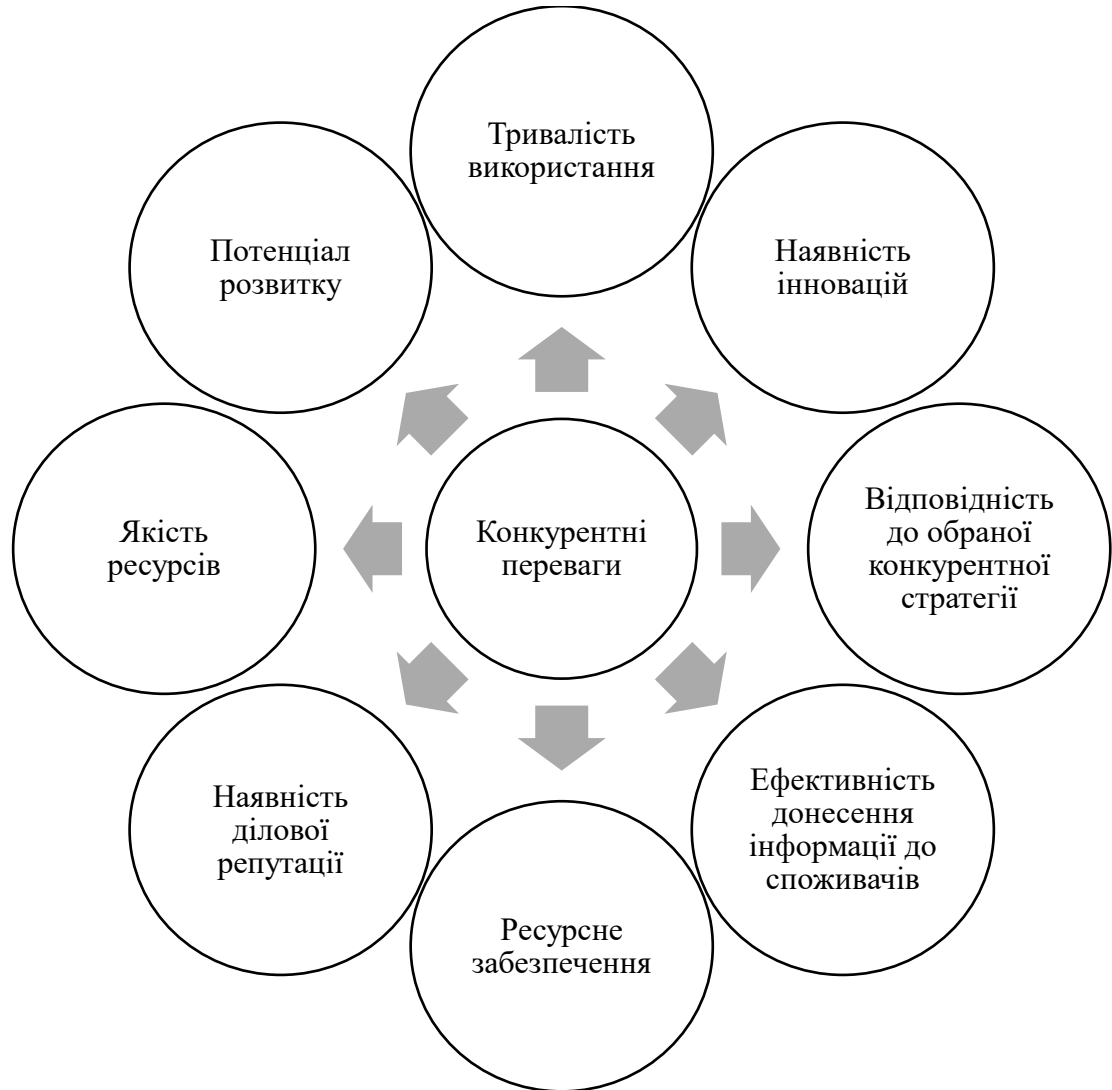 Тривалість
використання
Потенціал
розвитку
Наявність
інновацій
Якість
ресурсів
Конкурентні
переваги
Відповідність
до обраної
конкурентної
стратегії
Наявність
ділової
репутації
Ефективність
донесення
інформації до
споживачів
Ресурсне
забезпечення